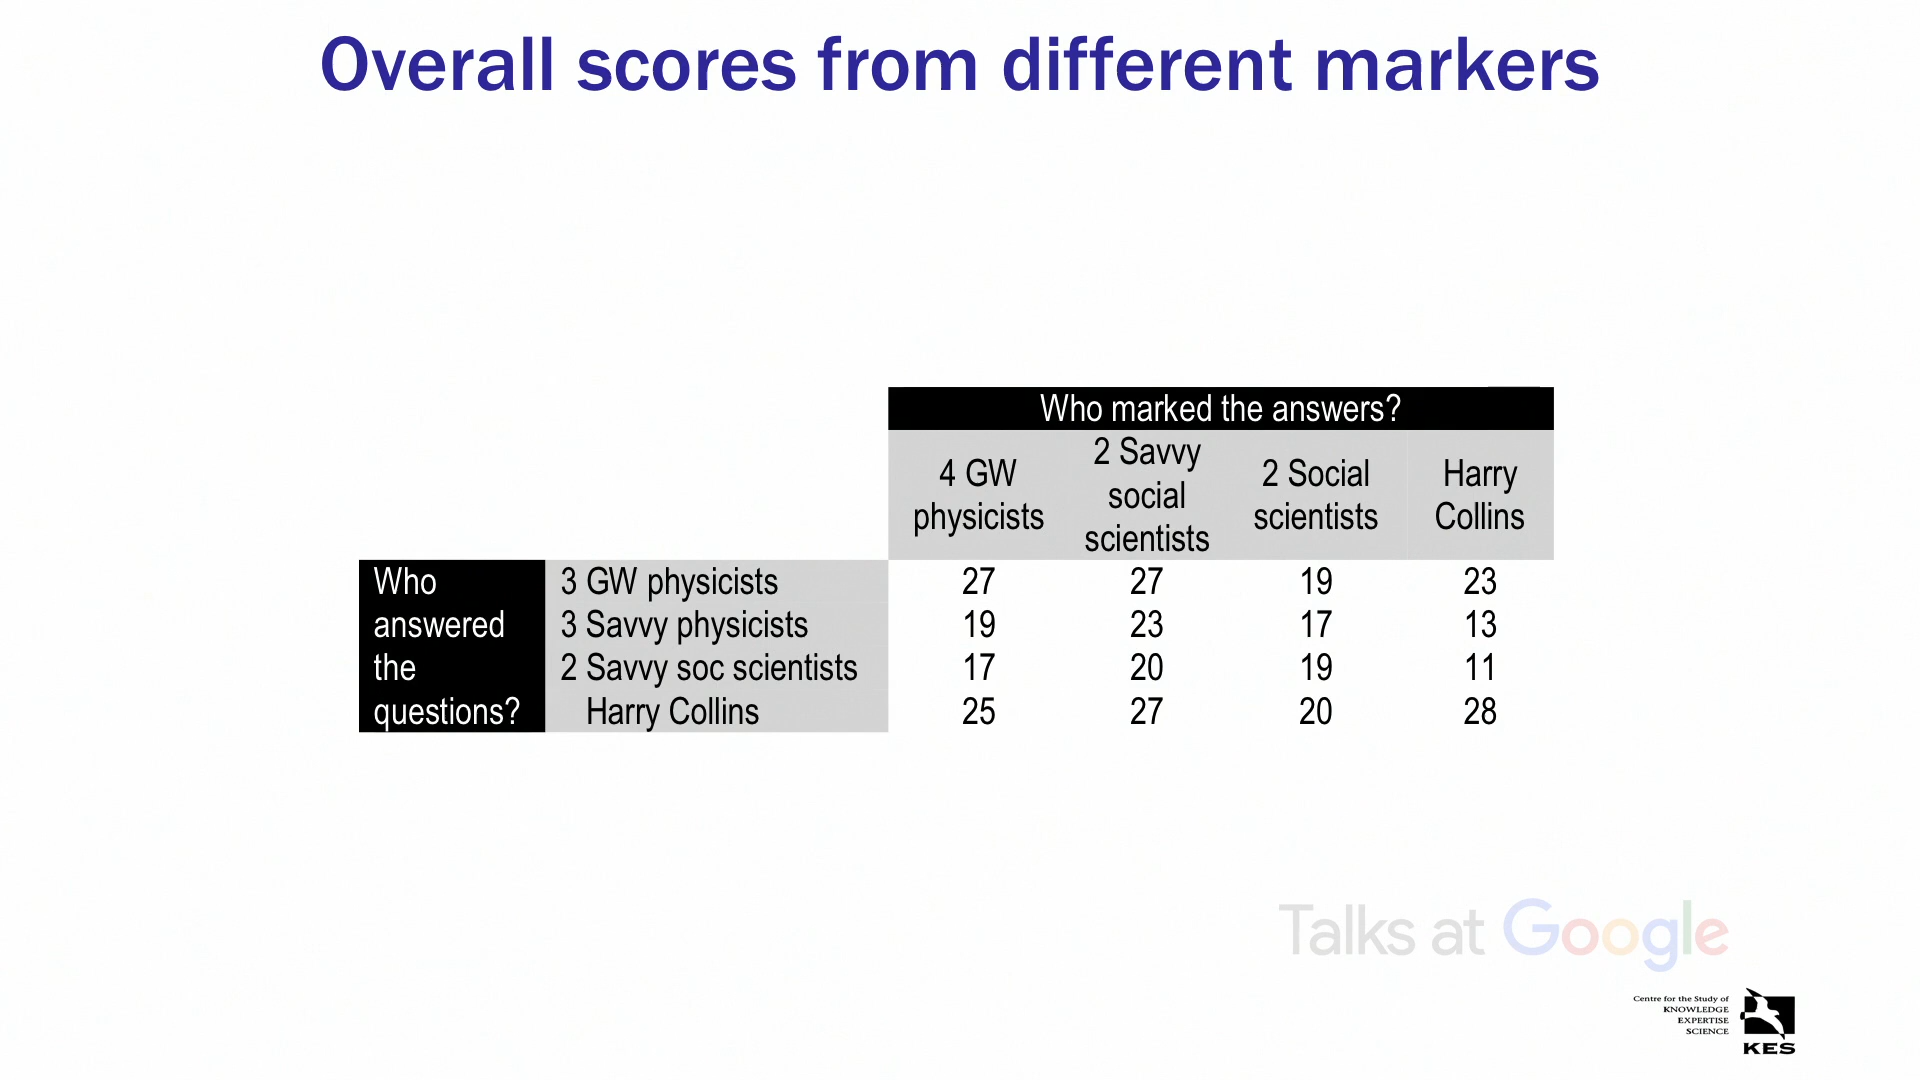 Overall scores from different markers
Who marked the answers?
4 GW
physicists
2 Savvy
social
scientists
2 Social
scientists
Harry
Collins
Who
answered
the
questions?
3 GW physicists 27 27 19 23
3 Savvy physicists 19 23 17 13
2 Savvy soc scientists 17 20 19 11
Harry Collins 25 27 20 28
Talks at Google
Centre for the Study of
KNOWLEDGE
EXPERTISE
SCIENCE
KES